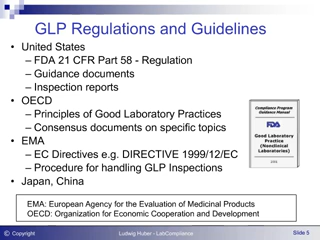 GLP Regulations and Guidelines
• United States
– FDA 21 CFR Part 58 - Regulation
– Guidance documents
– Inspection reports
• OECD
– Principles of Good Laboratory Practices
– Consensus documents on specific topics
• EMA
– EC Directives e.g. DIRECTIVE 1999/12/EC
– Procedure for handling GLP Inspections
• Japan, China
Compliance Program
Guidance Manual
FDA
Good Laboratory
Practice
(Nonclinical
Laboratories)
EMA: European Agency for the Evaluation of Medicinal Products
OECD: Organization for Economic Cooperation and Development
© Copyright
Ludwig Huber - LabCompliance
Slide 5